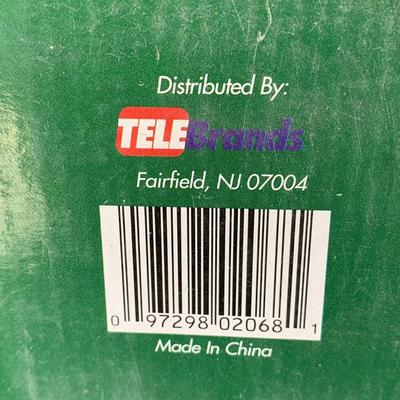 Distributed By:
TELEBrands
Fairfield, NJ 07004
0 97298 02068 1
Made In China